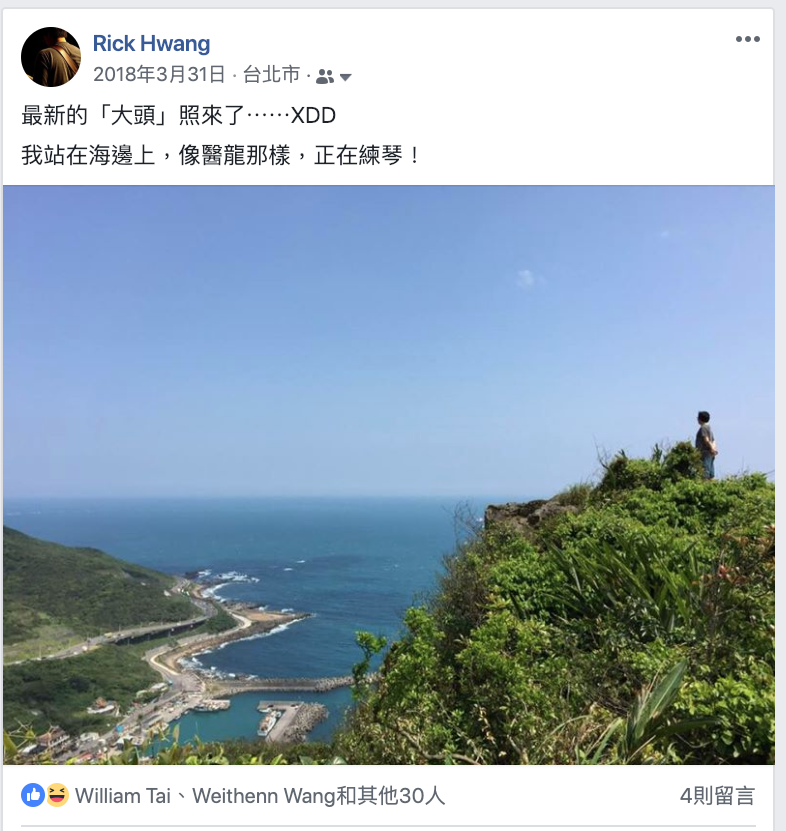 Rick Hwang
2018年3月31日 · 台北市 ·
最新的「大頭」照來了⋯⋯XDD
我站在海邊上，像醫龍那樣，正在練琴！
William Tai、Weithenn Wang和其他30人
4則留言